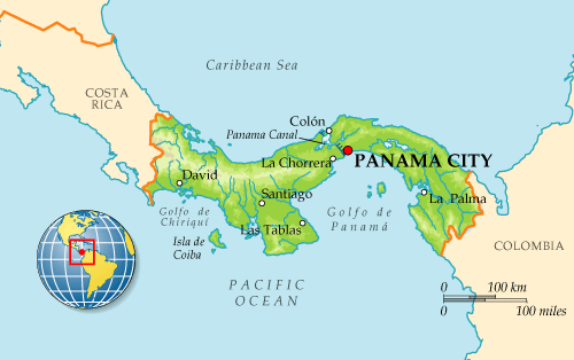 Caribbean Sea
COSTA
RICA
Colón
Panama Canal
La Chorrera
PANAMA CITY
David
Santiago
La Palma
Golfo de
Chiriquí
Las Tablas
Golfo de
Panamá
Isla de
Coiba
COLOMBIA
PACIFIC
OCEAN
0 100 km
0 100 miles